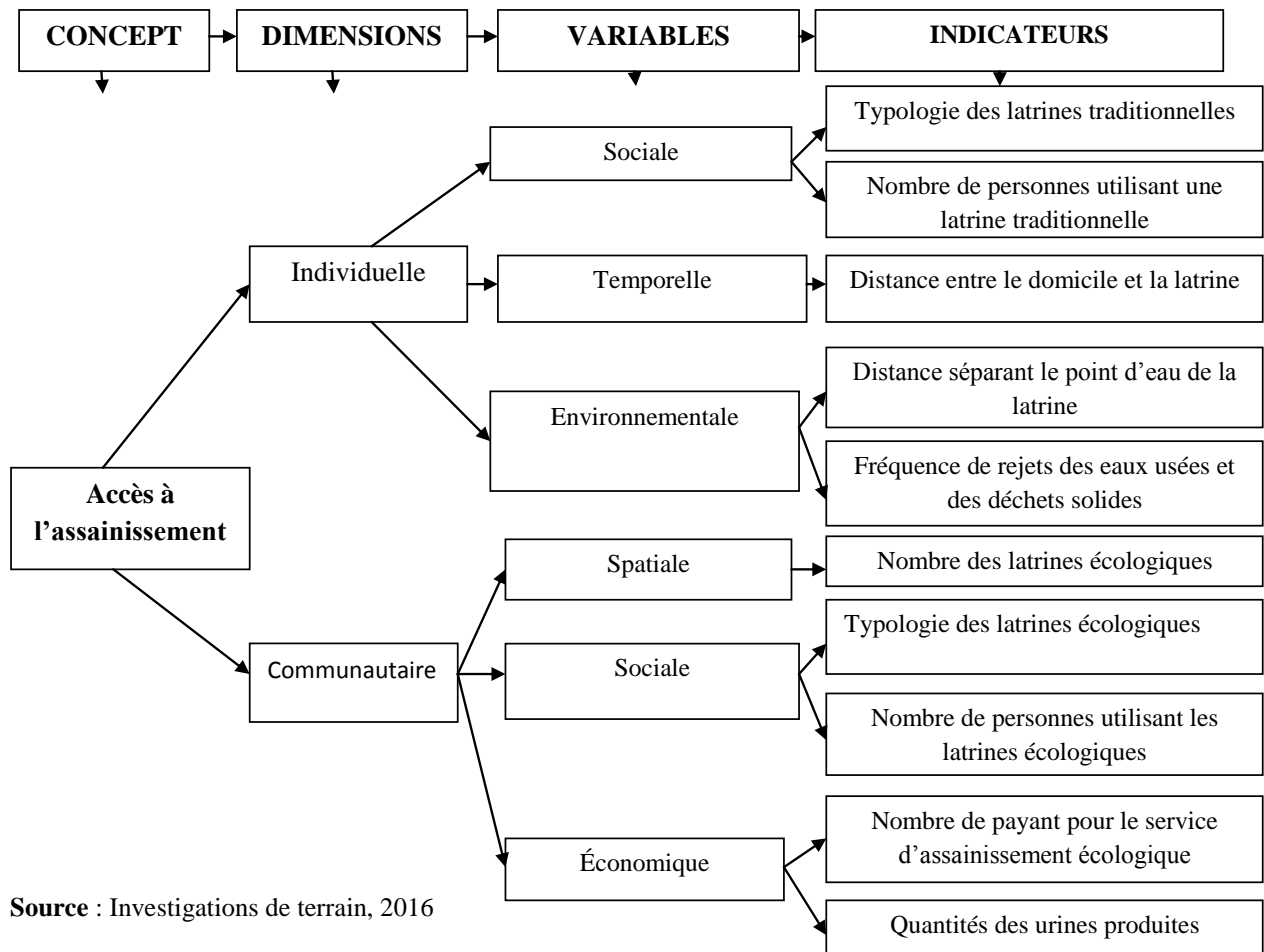 CONCEPT
DIMENSIONS
VARIABLES
INDICATEURS
Typologie des latrines traditionnelles
Sociale
Nombre de personnes utilisant une
latrine traditionnelle
Individuelle
Temporelle
Distance entre le domicile et la latrine
Distance séparant le point d’eau de la
latrine
Environnementale
Fréquence de rejets des eaux usées et
des déchets solides
Accès à
l’assainissement
Spatiale
Nombre des latrines écologiques
Typologie des latrines écologiques
Communautaire
Sociale
Nombre de personnes utilisant les
latrines écologiques
Nombre de payant pour le service
d’assainissement écologique
Économique
Quantités des urines produites
Source : Investigations de terrain, 2016